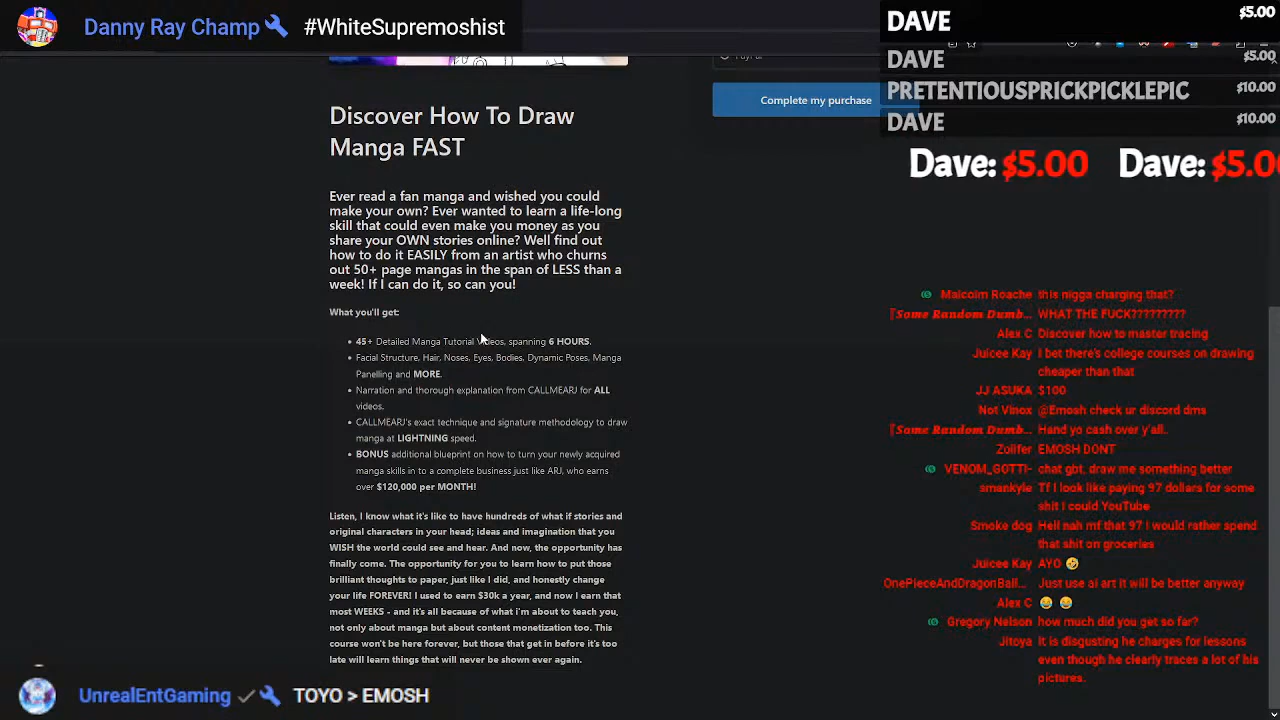 Danny Ray Champ #WhiteSupremoshist
Complete my purchase
Discover How To Draw
Manga FAST
Ever read a fan manga and wished you could
make your own? Ever wanted to learn a life-long
skill that could even make you money as you
share your OWN stories online? Well find out
how to do it EASILY from an artist who churns
out 50+ page mangas in the span of LESS than a
week! If I can do it, so can you!
What you'll get:
• 45+ Detailed Manga Tutorial Videos, spanning 6 HOURS.
• Facial Structure, Hair, Noses, Eyes, Bodies, Dynamic Poses, Manga
Panelling and MORE.
• Narration and thorough explanation from CALLMEARJ for ALL
videos.
• CALLMEARJ's exact technique and signature methodology to draw
manga at LIGHTNING speed.
• BONUS additional blueprint on how to turn your newly acquired
manga skills in to a complete business just like ARJ, who earns
over $120,000 per MONTH!
Listen, I know what it's like to have hundreds of what if stories and
original characters in your head; ideas and imagination that you
WISH the world could see and hear. And now, the opportunity has
finally come. The opportunity for you to learn how to put those
brilliant thoughts to paper, just like I did, and honestly change
your life FOREVER! I used to earn $30k a year, and now I earn that
most WEEKS - and it's all because of what i'm about to teach you,
not only about manga but about content monetization too. This
course won't be here forever, but those that get in before it's too
late will learn things that will never be shown ever again.
UnrealEntGaming TOYO > EMOSH
DAVE $5.00
DAVE $5.00
PRETENTIOUSPRICKPICKLEPIC $10.00
DAVE $10.00
Dave: $5.00 Dave: $5.0
Malcolm Roache this nigga charging that?
『Some Random Dumb... WHAT THE FUCK?????????
Alex C Discover how to master tracing
Juicee Kay I bet there's college courses on drawing
cheaper than that
JJ ASUKA $100
Not Vinox @Emosh check ur discord dms
『Some Random Dumb... Hand yo cash over y'all..
Zolifer EMOSH DONT
VENOM_GOTTI- chat gbt, draw me something better
smankyle Tf I look like paying 97 dollars for some
shit I could YouTube
Smoke dog Hell nah mf that 97 I would rather spend
that shit on groceries
Juicee Kay AYO 🤣
OnePieceAndDragonBall... Just use ai art it will be better anyway
Alex C 😂 😂
Gregory Nelson how much did you get so far?
Jitoya It is disgusting he charges for lessons
even though he clearly traces a lot of his
pictures.